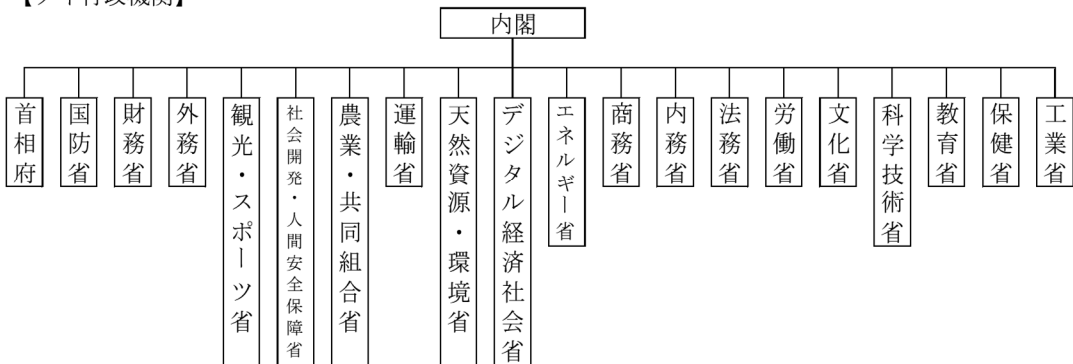 内閣
首相府
国防省
財務省
外務省
観光・スポーツ省
社会開発・人間安全保障省
農業・共同組合省
運輸省
天然資源・環境省
デジタル経済社会省
エネルギー省
商務省
内務省
法務省
労働省
文化省
科学技術省
教育省
保健省
工業省